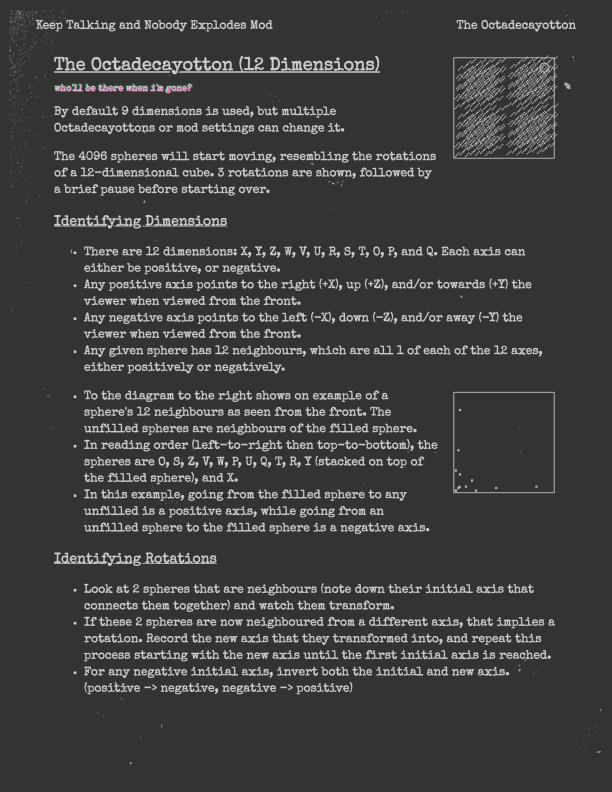 Keep Talking and Nobody Explodes Mod
The Octadecayotton
The Octadecayotton (12 Dimensions)
who'll be there when i'm gone?
By default 9 dimensions is used, but multiple
Octadecayottons or mod settings can change it.
The 4096 spheres will start moving, resembling the rotations
of a 12-dimensional cube. 3 rotations are shown, followed by
a brief pause before starting over.
Identifying Dimensions
• There are 12 dimensions: X, Y, Z, W, V, U, R, S, T, O, P, and Q. Each axis can
either be positive, or negative.
• Any positive axis points to the right (+X), up (+Z), and/or towards (+Y) the
viewer when viewed from the front.
• Any negative axis points to the left (-X), down (-Z), and/or away (-Y) the
viewer when viewed from the front.
• Any given sphere has 12 neighbours, which are all 1 of each of the 12 axes,
either positively or negatively.
• To the diagram to the right shows on example of a
sphere's 12 neighbours as seen from the front. The
unfilled spheres are neighbours of the filled sphere.
• In reading order (left-to-right then top-to-bottom), the
spheres are O, S, Z, V, W, P, U, Q, T, R, Y (stacked on top of
the filled sphere), and X.
• In this example, going from the filled sphere to any
unfilled is a positive axis, while going from an
unfilled sphere to the filled sphere is a negative axis.
Identifying Rotations
• Look at 2 spheres that are neighbours (note down their initial axis that
connects them together) and watch them transform.
• If these 2 spheres are now neighboured from a different axis, that implies a
rotation. Record the new axis that they transformed into, and repeat this
process starting with the new axis until the first initial axis is reached.
• For any negative initial axis, invert both the initial and new axis.
(positive -> negative, negative -> positive)